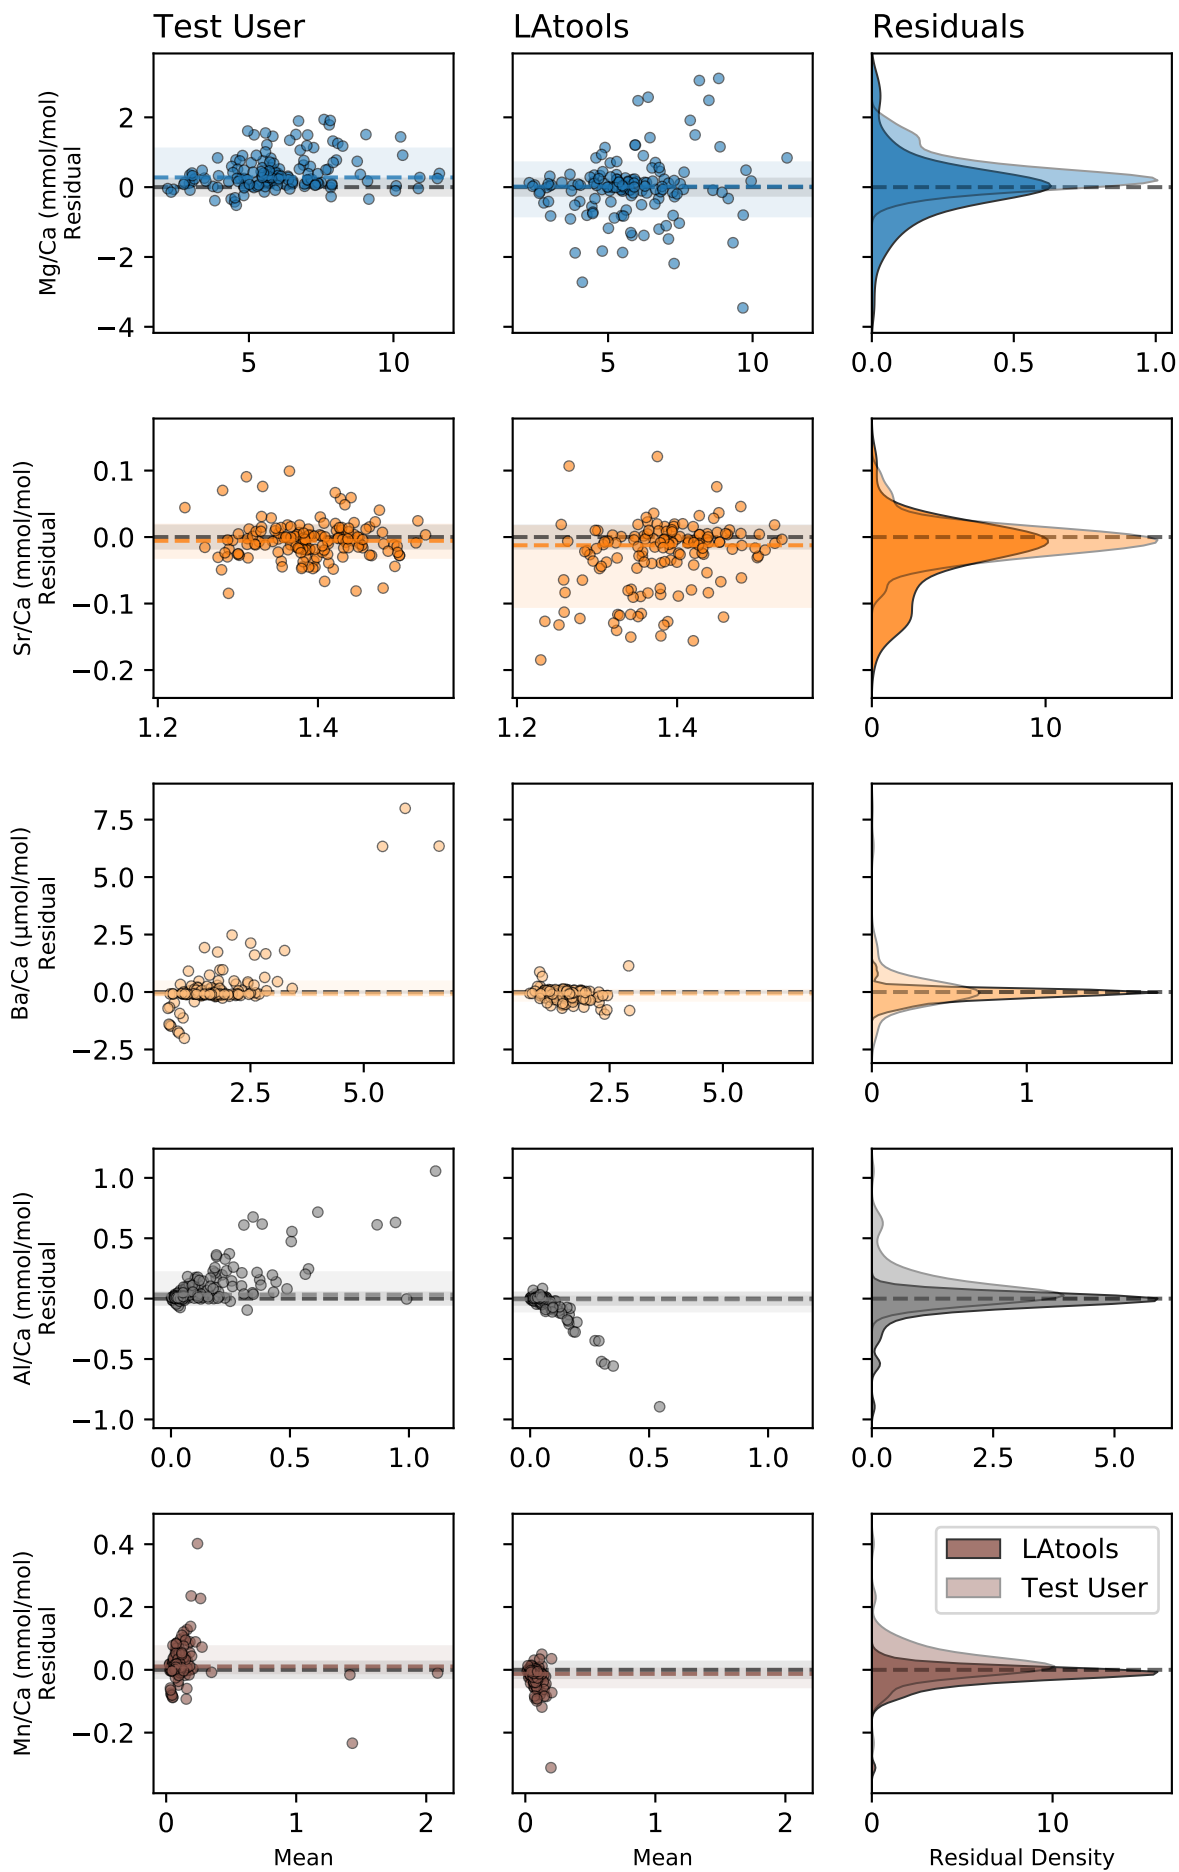 Test User LAtools Residuals
Mg/Ca (mmol/mol)
Residual
2
0
−2
−4
5 10 5 10 0.0 0.5 1.0
Sr/Ca (mmol/mol)
Residual
0.1
0.0
−0.1
−0.2
1.2 1.4 1.2 1.4 0 10
Ba/Ca (µmol/mol)
Residual
7.5
5.0
2.5
0.0
−2.5
2.5 5.0 2.5 5.0 0 1
Al/Ca (mmol/mol)
Residual
1.0
0.5
0.0
−0.5
−1.0
0.0 0.5 1.0 0.0 0.5 1.0 0.0 2.5 5.0
Mn/Ca (mmol/mol)
Residual
0.4
0.2
0.0
−0.2
LAtools
Test User
0 1 2 0 1 2 0 10
Mean Mean Residual Density